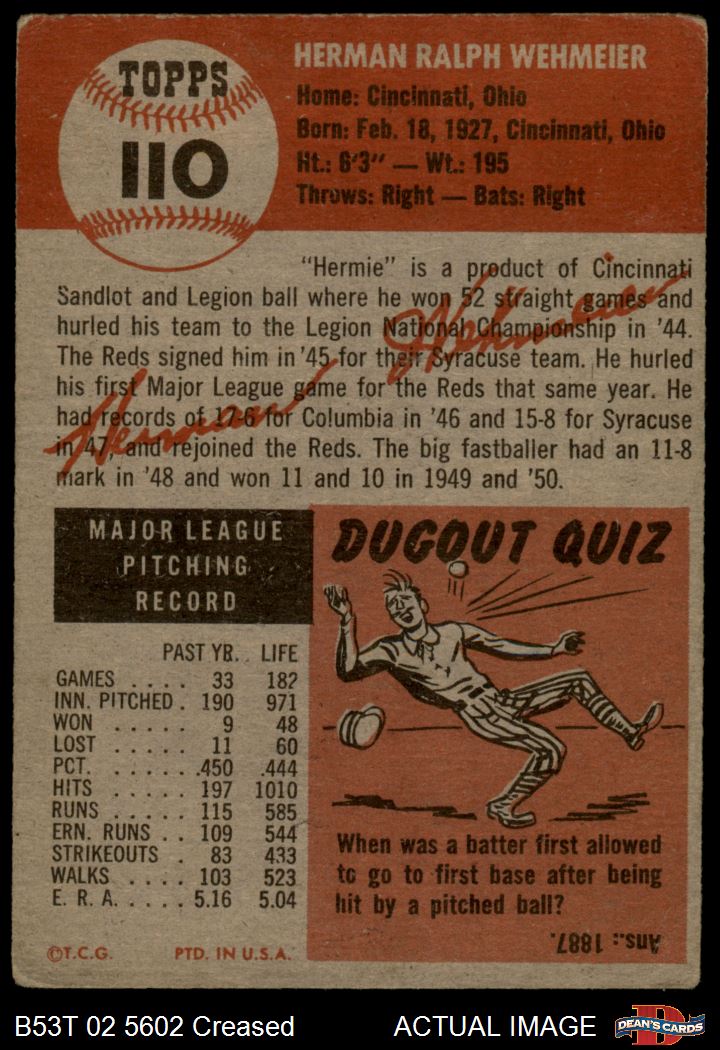 TOPPS
110
HERMAN RALPH WEHMEIER
Home: Cincinnati, Ohio
Born: Feb. 18, 1927, Cincinnati, Ohio
Ht.: 6'3" — Wt.: 195
Throws: Right — Bats: Right
"Hermie" is a product of Cincinnati
Sandlot and Legion ball where he won 52 straight games and
hurled his team to the Legion National Championship in '44.
The Reds signed him in '45 for their Syracuse team. He hurled
his first Major League game for the Reds that same year. He
had records of 17-6 for Columbia in '46 and 15-8 for Syracuse
in '47, and rejoined the Reds. The big fastballer had an 11-8
mark in '48 and won 11 and 10 in 1949 and '50.
Herman Wehmeier
MAJOR LEAGUE
PITCHING
RECORD
PAST YR. LIFE
GAMES . . . . 33 182
INN. PITCHED . 190 971
WON . . . . . 9 48
LOST . . . . . 11 60
PCT. . . . . . .450 .444
HITS . . . . . 197 1010
RUNS . . . . . 115 585
ERN. RUNS . . 109 544
STRIKEOUTS . 83 433
WALKS . . . . 103 523
E. R. A. . . . . 5.16 5.04
©T.C.G. PTD. IN U.S.A.
DUGOUT QUIZ
When was a batter first allowed
to go to first base after being
hit by a pitched ball?
Ans.: 1887.
B53T 02 5602 Creased
ACTUAL IMAGE
D
DEAN'S CARDS